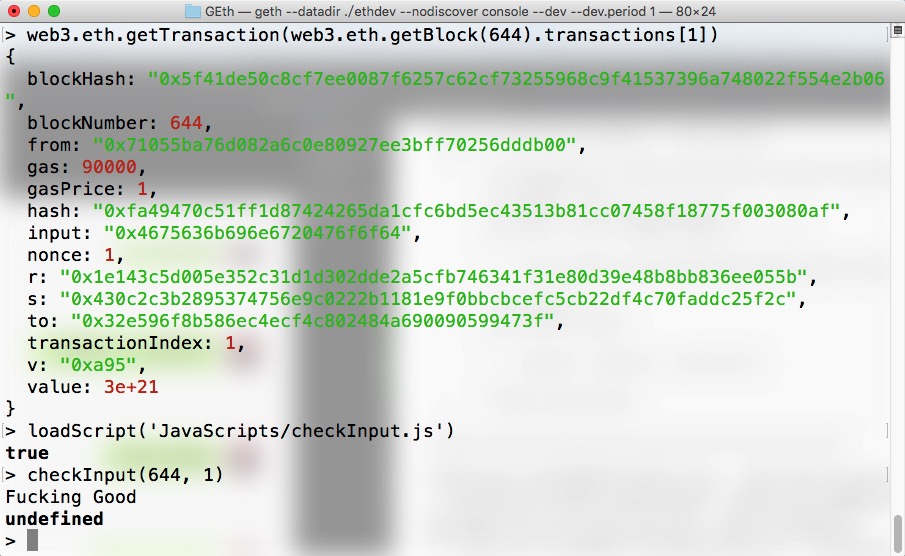 GEth — geth --datadir ./ethdev --nodiscover console --dev --dev.period 1 — 80×24
> web3.eth.getTransaction(web3.eth.getBlock(644).transactions[1])
{
blockHash: "0x5f41de50c8cf7ee0087f6257c62cf73255968c9f41537396a748022f554e2b06
",
blockNumber: 644,
from: "0x71055ba76d082a6c0e80927ee3bff70256dddb00",
gas: 90000,
gasPrice: 1,
hash: "0xfa49470c51ff1d87424265da1cfc6bd5ec43513b81cc07458f18775f003080af",
input: "0x4675636b696e6720476f6f64",
nonce: 1,
r: "0x1e143c5d005e352c31d1d302dde2a5cfb746341f31e80d39e48b8bb836ee055b",
s: "0x430c2c3b2895374756e9c0222b1181e9f0bbcbcefc5cb22df4c70faddc25f2c",
to: "0x32e596f8b586ec4ecf4c802484a690090599473f",
transactionIndex: 1,
v: "0xa95",
value: 3e+21
}
> loadScript('JavaScripts/checkInput.js')
true
> checkInput(644, 1)
Fucking Good
undefined
>